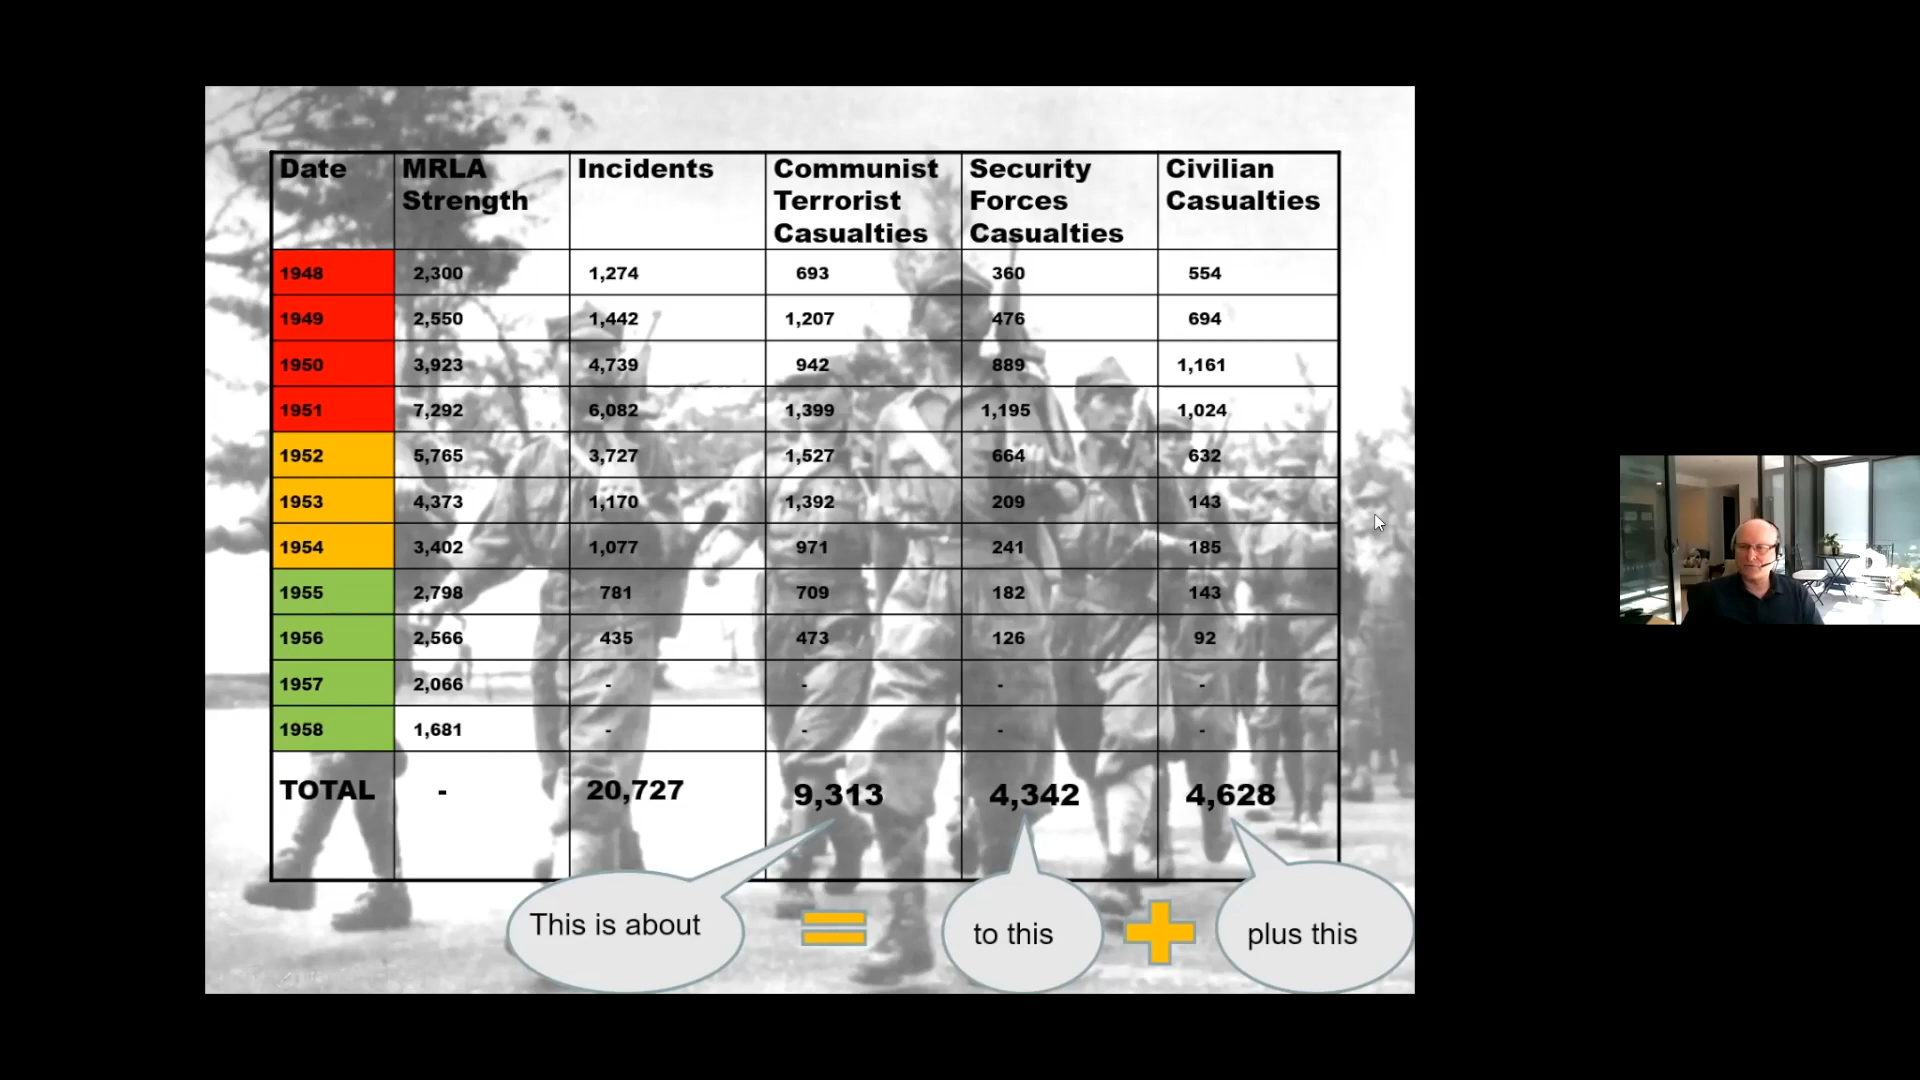 Date MRLA Strength Incidents Communist Terrorist Casualties Security Forces Casualties Civilian Casualties
1948 2,300 1,274 693 360 554
1949 2,550 1,442 1,207 476 694
1950 3,923 4,739 942 889 1,161
1951 7,292 6,082 1,399 1,195 1,024
1952 5,765 3,727 1,527 664 632
1953 4,373 1,170 1,392 209 143
1954 3,402 1,077 971 241 185
1955 2,798 781 709 182 143
1956 2,566 435 473 126 92
1957 2,066 - - - -
1958 1,681 - - - -
TOTAL - 20,727 9,313 4,342 4,628
This is about = to this + plus this